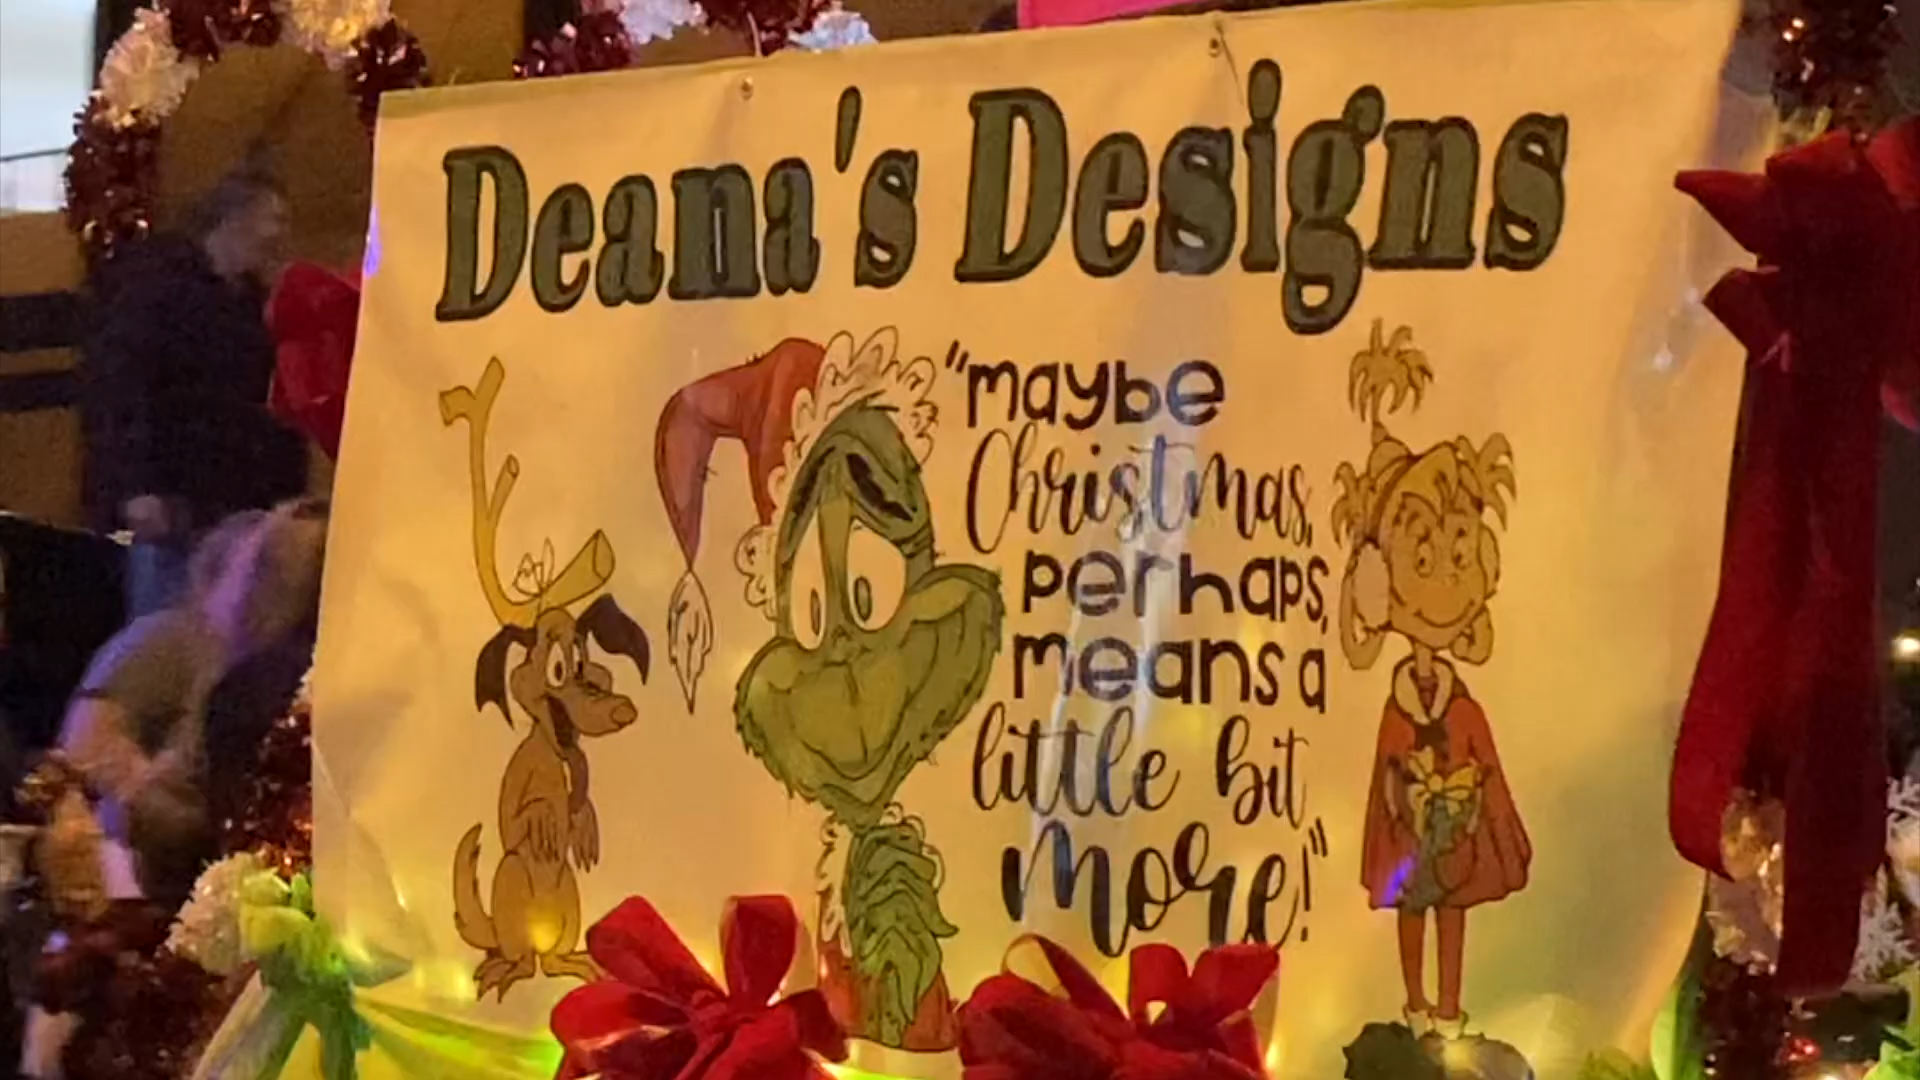 Deana's Designs
"maybe
Christmas,
perhaps,
means a
little bit
more!"